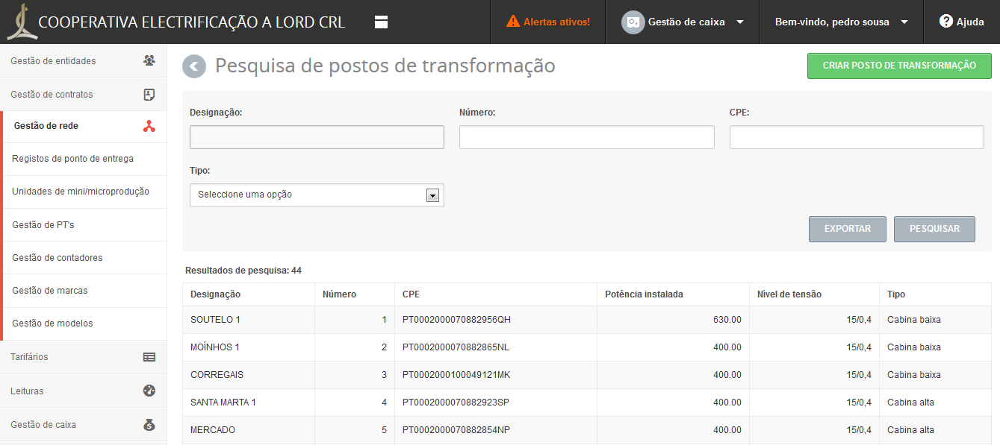 COOPERATIVA ELECTRIFICAÇÃO A LORD CRL
Alertas ativos!
Gestão de caixa
Bem-vindo, pedro sousa
? Ajuda
Gestão de entidades
Gestão de contratos
Gestão de rede
Registos de ponto de entrega
Unidades de mini/microprodução
Gestão de PT's
Gestão de contadores
Gestão de marcas
Gestão de modelos
Tarifários
Leituras
Gestão de caixa
Pesquisa de postos de transformação
CRIAR POSTO DE TRANSFORMAÇÃO
Designação:
Número:
CPE:
Tipo:
Seleccione uma opção
EXPORTAR
PESQUISAR
Resultados de pesquisa: 44
Designação Número CPE Potência instalada Nível de tensão Tipo
SOUTELO 1 1 PT0002000070882956QH 630.00 15/0,4 Cabina baixa
MOÍNHOS 1 2 PT0002000070882865NL 400.00 15/0,4 Cabina baixa
CORREGAIS 3 PT0002000100049121MK 400.00 15/0,4 Cabina baixa
SANTA MARTA 1 4 PT0002000070882923SP 400.00 15/0,4 Cabina alta
MERCADO 5 PT0002000070882854NP 400.00 15/0,4 Cabina alta